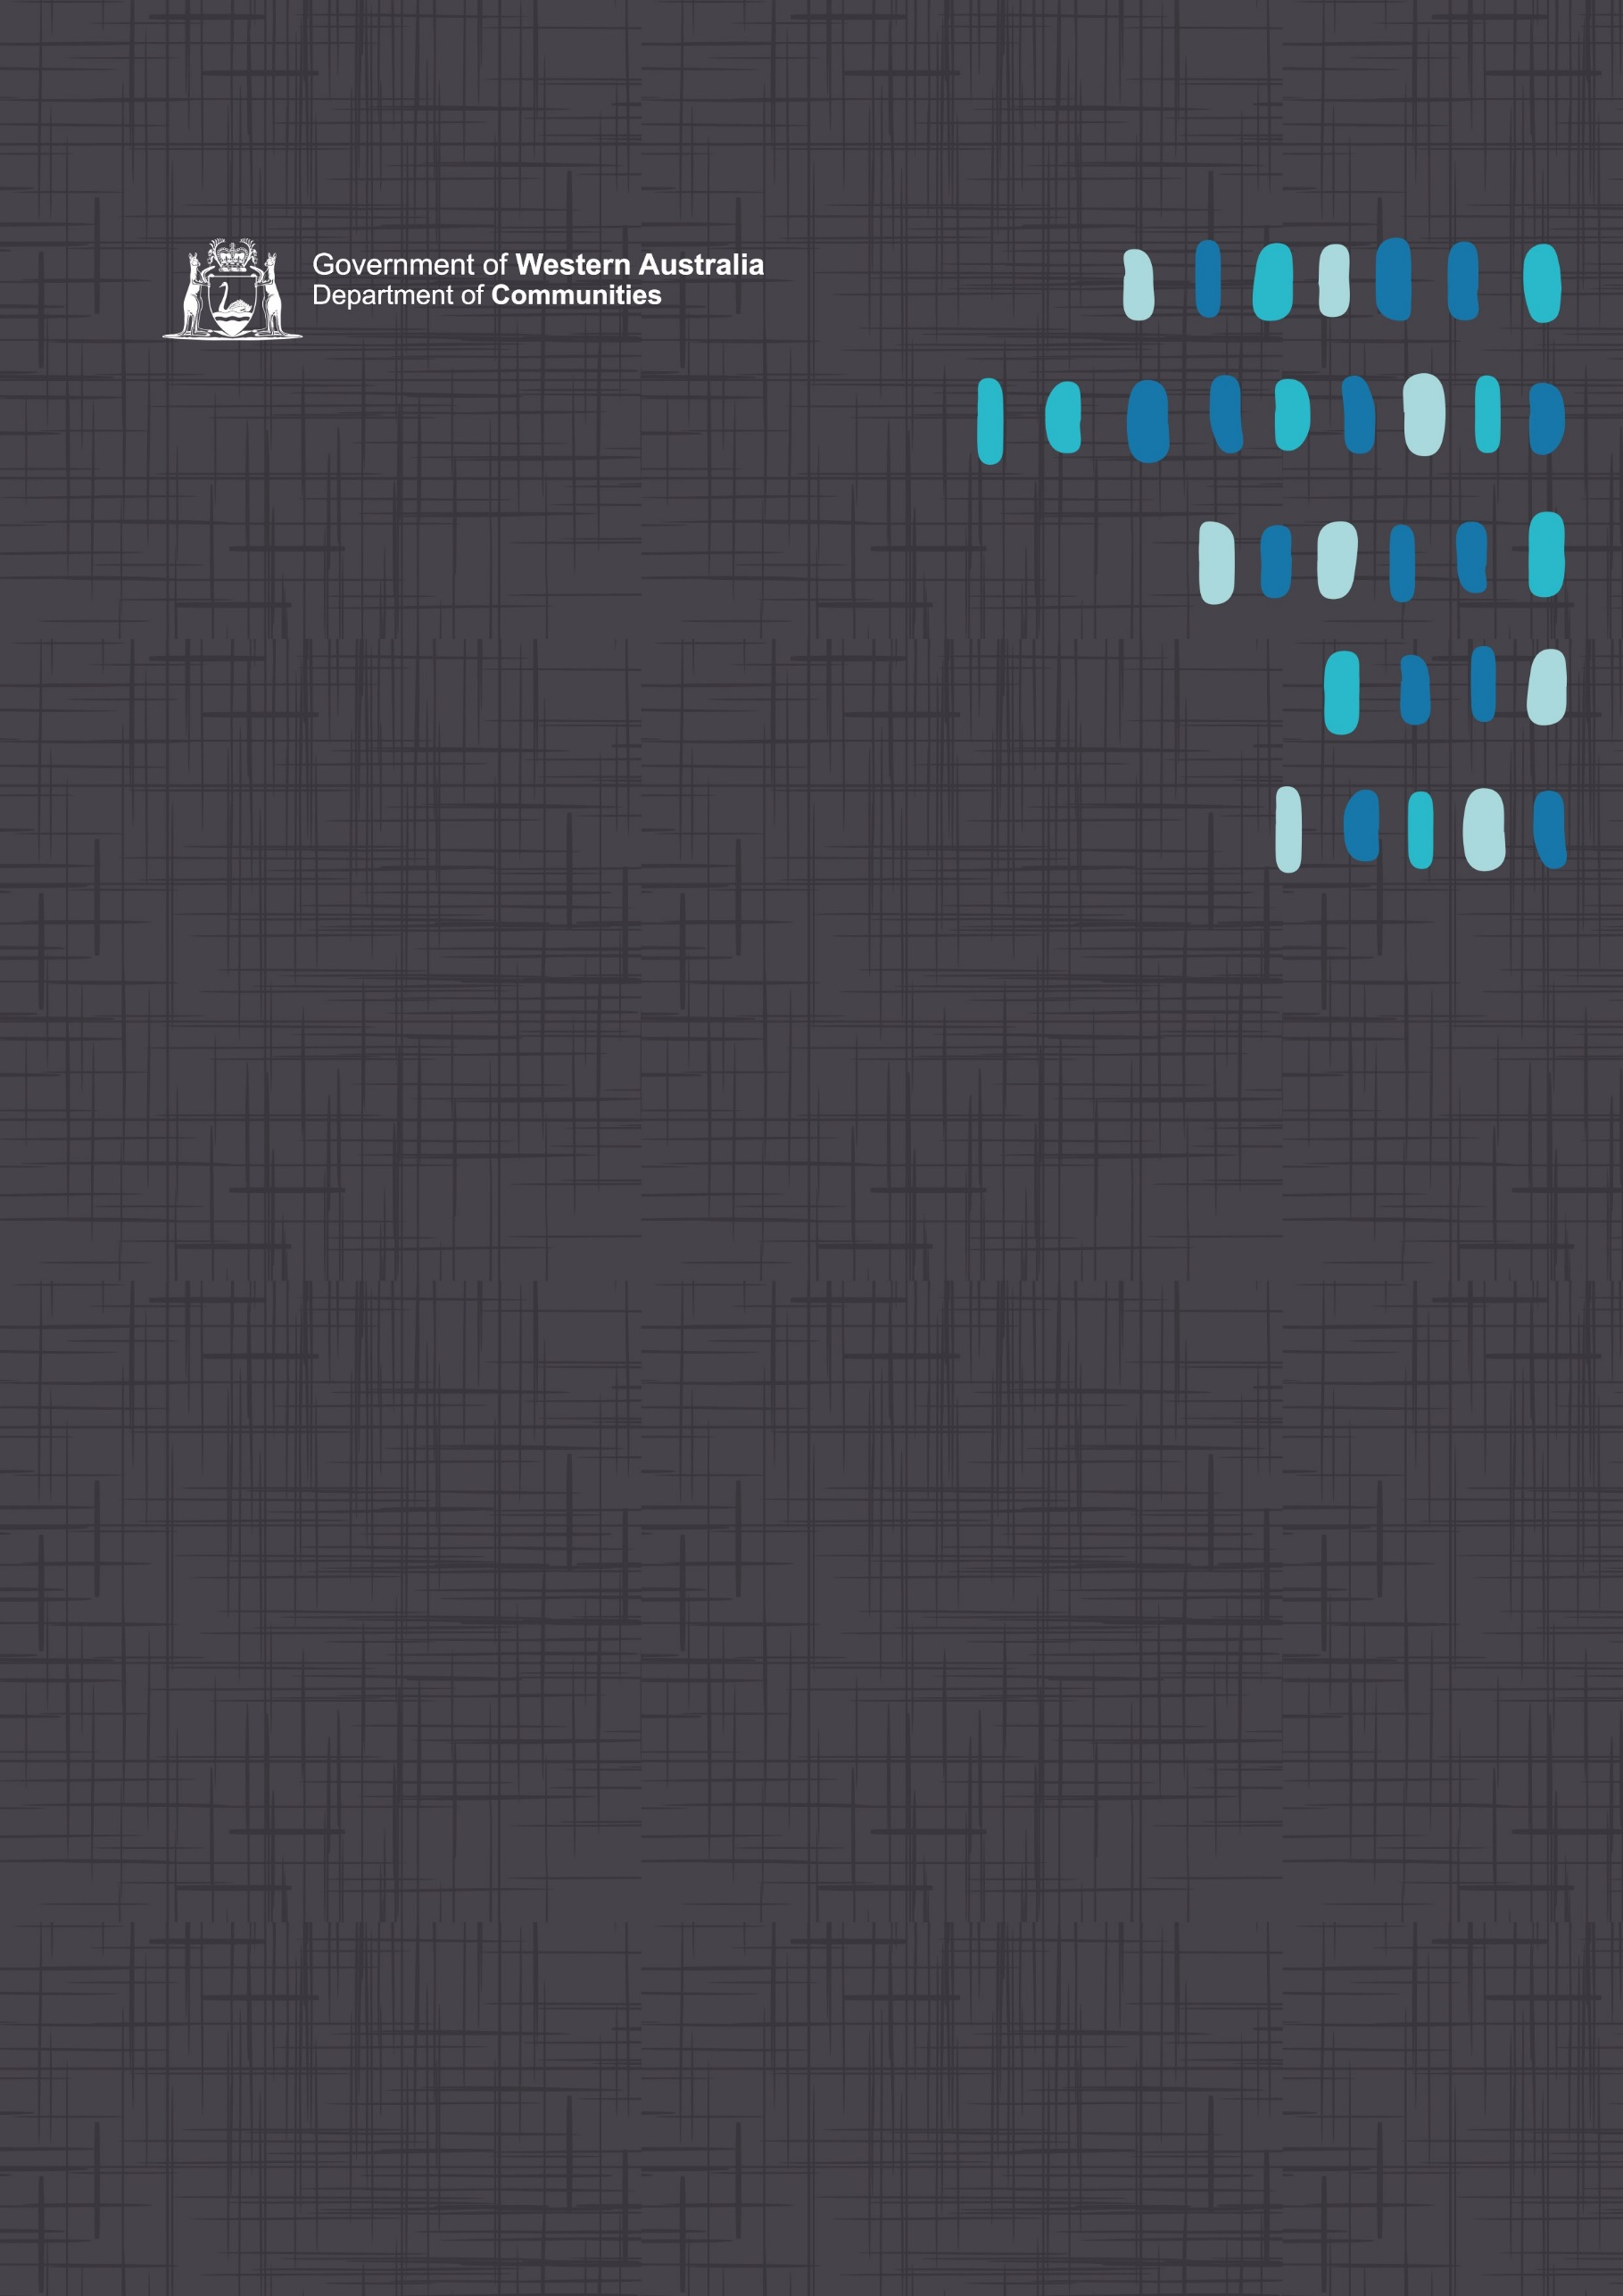 Government of Western Australia
Department of Communities